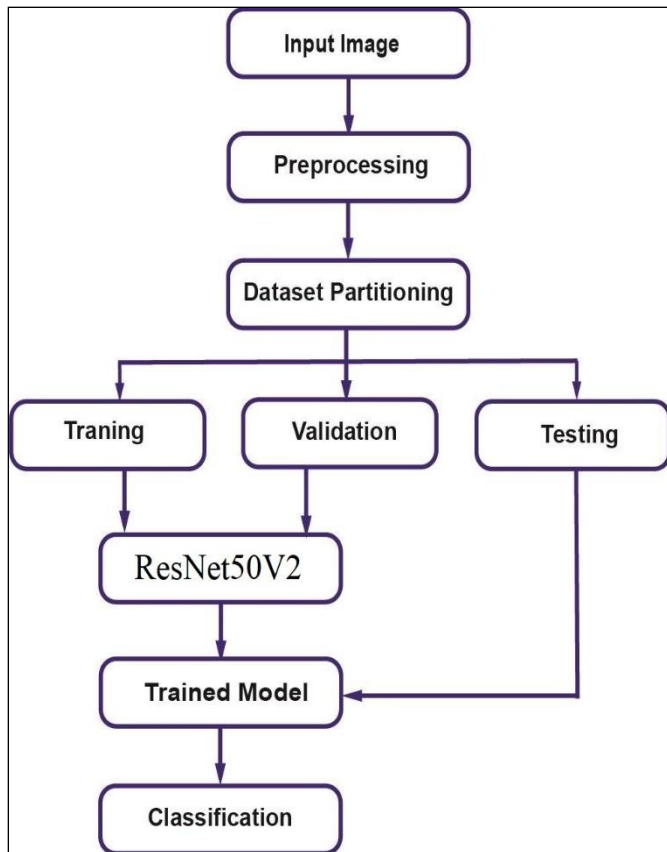 Input Image
Preprocessing
Dataset Partitioning
Traning
Validation
Testing
ResNet50V2
Trained Model
Classification